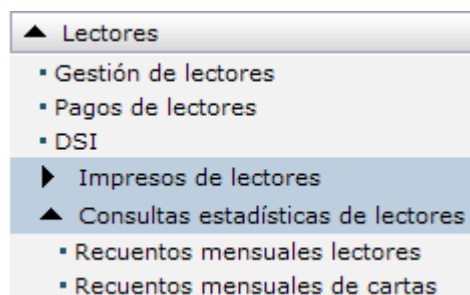 Lectores
Gestión de lectores
Pagos de lectores
DSI
Impresos de lectores
Consultas estadísticas de lectores
Recuentos mensuales lectores
Recuentos mensuales de cartas